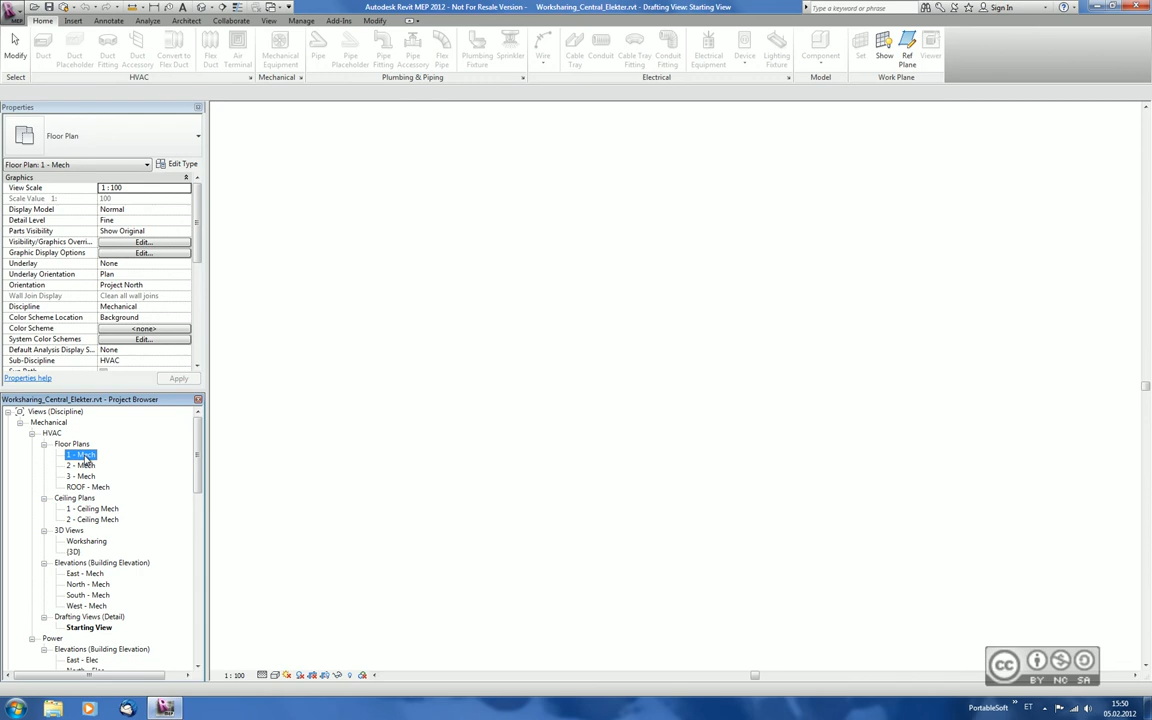 Autodesk Revit MEP 2012 - Not For Resale Version - Worksharing_Central_Elekter.rvt - Drafting View: Starting View
Type a keyword or phrase
Sign In
MEP
Home Insert Annotate Analyze Architect Collaborate View Manage Add-Ins Modify
Modify
Duct
Duct Placeholder
Duct Fitting
Duct Accessory
Convert to Flex Duct
Flex Duct
Air Terminal
Mechanical Equipment
Pipe
Pipe Placeholder
Pipe Fitting
Pipe Accessory
Flex Pipe
Plumbing Fixture
Sprinkler
Wire
Cable Tray
Conduit
Cable Tray Fitting
Conduit Fitting
Electrical Equipment
Device
Lighting Fixture
Component
Set
Show
Ref Plane
Viewer
Select HVAC Mechanical Plumbing & Piping Electrical Model Work Plane
Properties
Floor Plan
Floor Plan: 1 - Mech Edit Type
Graphics
View Scale 1 : 100
Scale Value 1: 100
Display Model Normal
Detail Level Fine
Parts Visibility Show Original
Visibility/Graphics Overri... Edit...
Graphic Display Options Edit...
Underlay None
Underlay Orientation Plan
Orientation Project North
Wall Join Display Clean all wall joins
Discipline Mechanical
Color Scheme Location Background
Color Scheme <none>
System Color Schemes Edit...
Default Analysis Display S... None
Sub-Discipline HVAC
Properties help Apply
Worksharing_Central_Elekter.rvt - Project Browser
Views (Discipline)
Mechanical
HVAC
Floor Plans
1 - Mech
2 - Mech
3 - Mech
ROOF - Mech
Ceiling Plans
1 - Ceiling Mech
2 - Ceiling Mech
3D Views
Worksharing
{3D}
Elevations (Building Elevation)
East - Mech
North - Mech
South - Mech
West - Mech
Drafting Views (Detail)
Starting View
Power
Elevations (Building Elevation)
East - Elec
1 : 100
cc
BY NC SA
PortableSoft
ET
15:50
05.02.2012